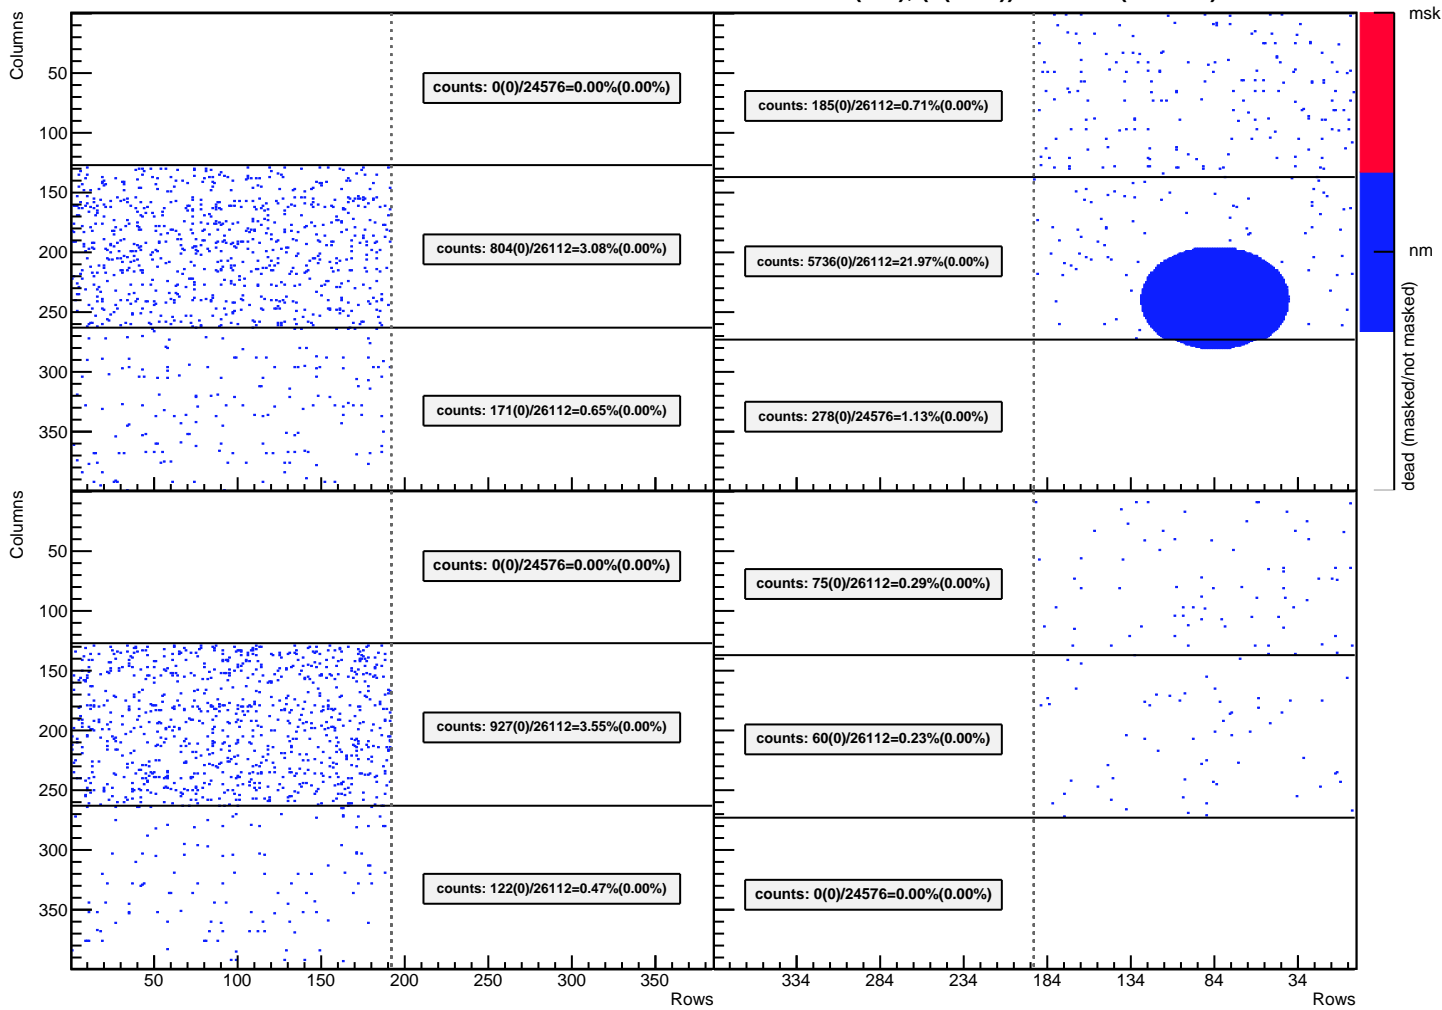 Columns
50
100
150
200
250
300
350
counts: 0(0)/24576=0.00%(0.00%)
counts: 804(0)/26112=3.08%(0.00%)
counts: 171(0)/26112=0.65%(0.00%)
counts: 185(0)/26112=0.71%(0.00%)
counts: 5736(0)/26112=21.97%(0.00%)
counts: 278(0)/24576=1.13%(0.00%)
msk
nm
dead (masked/not masked)
Columns
50
100
150
200
250
300
350
counts: 0(0)/24576=0.00%(0.00%)
counts: 927(0)/26112=3.55%(0.00%)
counts: 122(0)/26112=0.47%(0.00%)
counts: 75(0)/26112=0.29%(0.00%)
counts: 60(0)/26112=0.23%(0.00%)
counts: 0(0)/24576=0.00%(0.00%)
50 100 150 200 250 300 350
Rows
334 284 234 184 134 84 34
Rows